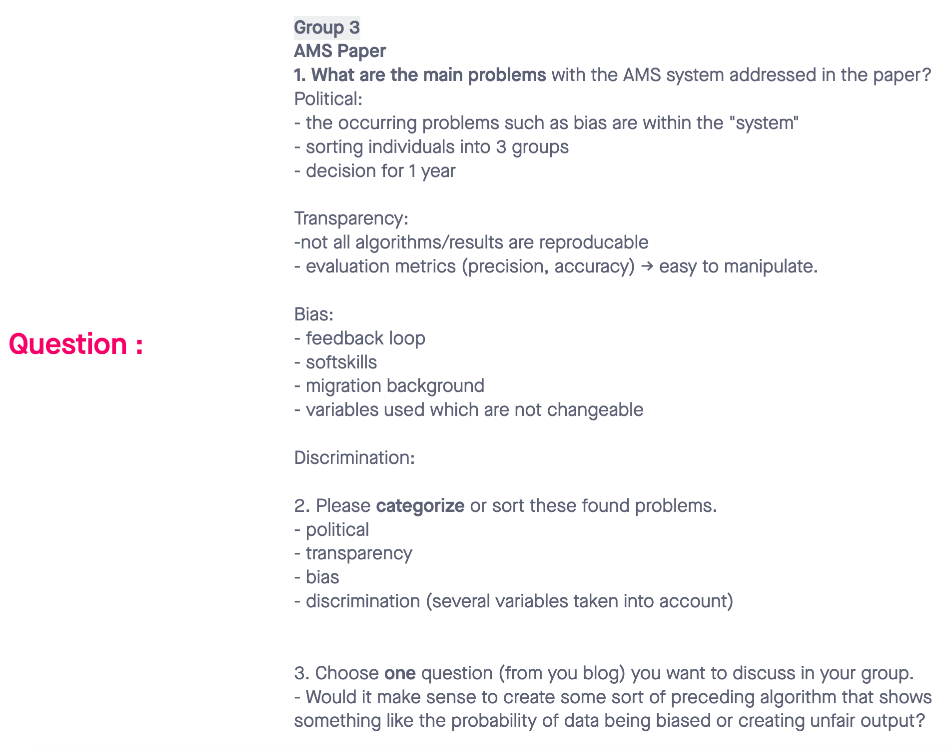 Group 3
AMS Paper
1. What are the main problems with the AMS system addressed in the paper?
Political:
- the occurring problems such as bias are within the "system"
- sorting individuals into 3 groups
- decision for 1 year
Transparency:
-not all algorithms/results are reproducable
- evaluation metrics (precision, accuracy) → easy to manipulate.
Bias:
Question :
- feedback loop
- softskills
- migration background
- variables used which are not changeable
Discrimination:
2. Please categorize or sort these found problems.
- political
- transparency
- bias
- discrimination (several variables taken into account)
3. Choose one question (from you blog) you want to discuss in your group.
- Would it make sense to create some sort of preceding algorithm that shows
something like the probability of data being biased or creating unfair output?